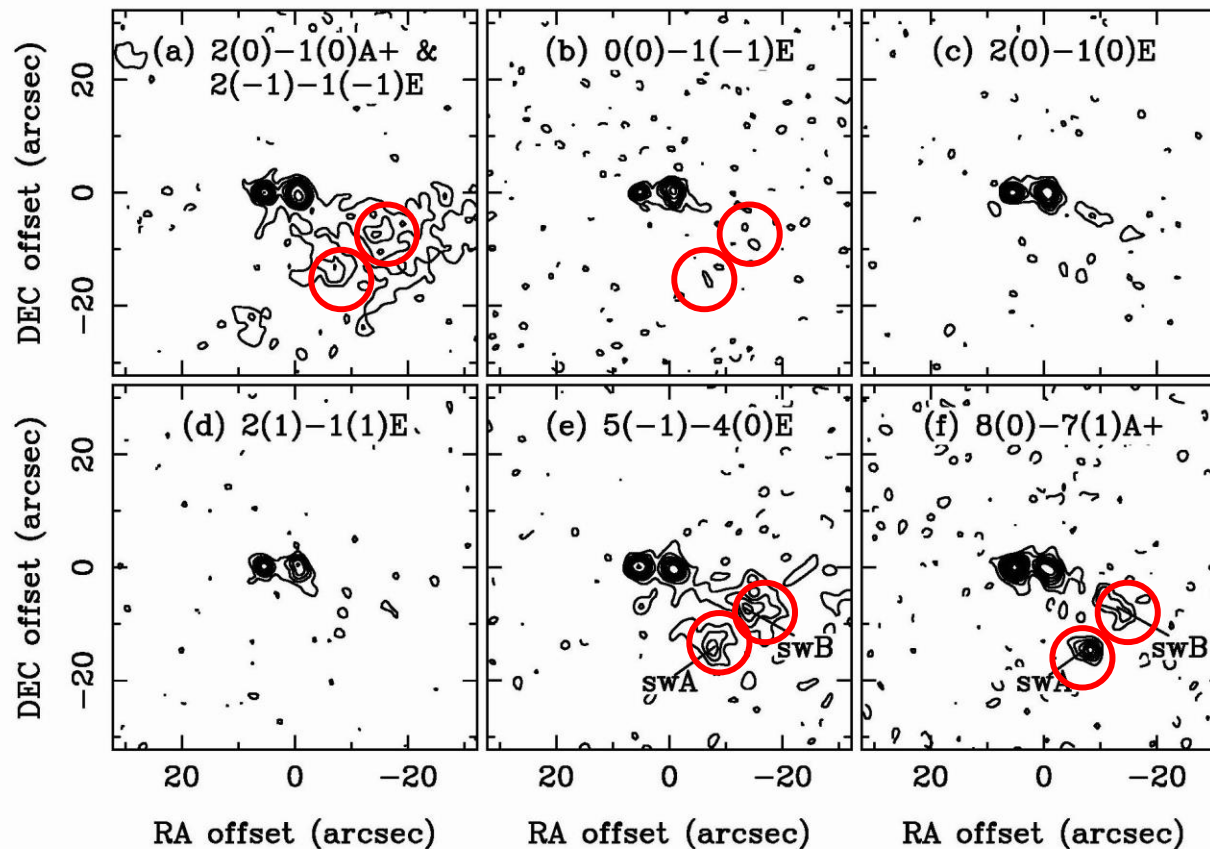 (a) 2(0)-1(0)A+ &
2(-1)-1(-1)E
(b) 0(0)-1(-1)E
(c) 2(0)-1(0)E
DEC offset (arcsec)
20
0
-20
(d) 2(1)-1(1)E
(e) 5(-1)-4(0)E
(f) 8(0)-7(1)A+
DEC offset (arcsec)
20
0
-20
swB
swA
swB
swA
20 0 -20
20 0 -20
20 0 -20
RA offset (arcsec)
RA offset (arcsec)